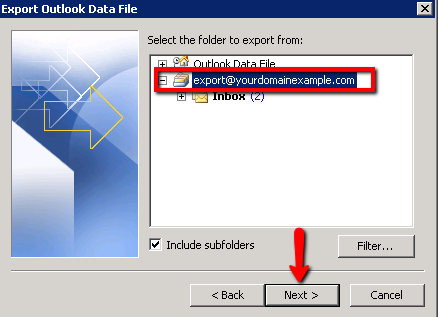 Export Outlook Data File
Select the folder to export from:
Outlook Data File
export@yourdomainexample.com
Inbox (2)
Include subfolders
Filter...
< Back
Next >
Cancel